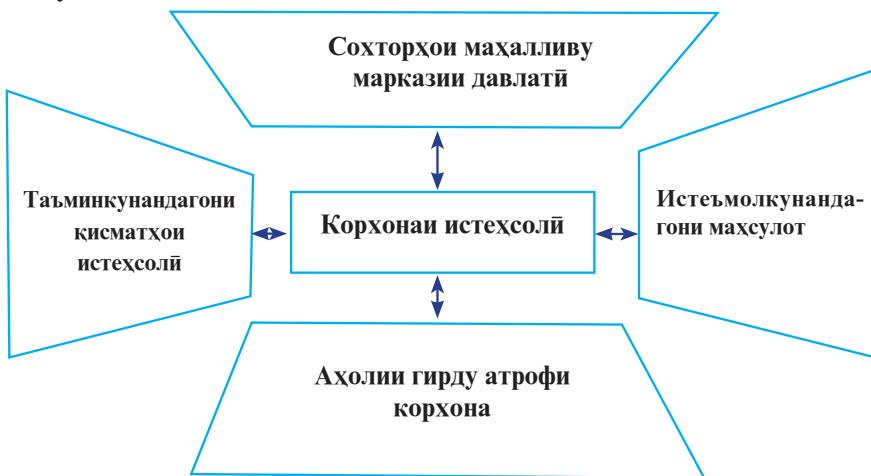 Сохторҳои маҳалливу
марказии давлатӣ
Таъминкунандагони
қисматҳои
истеҳсолӣ
Корхонаи истеҳсолӣ
Истеъмолкунанда-
гони маҳсулот
Аҳолии гирду атрофи
корхона